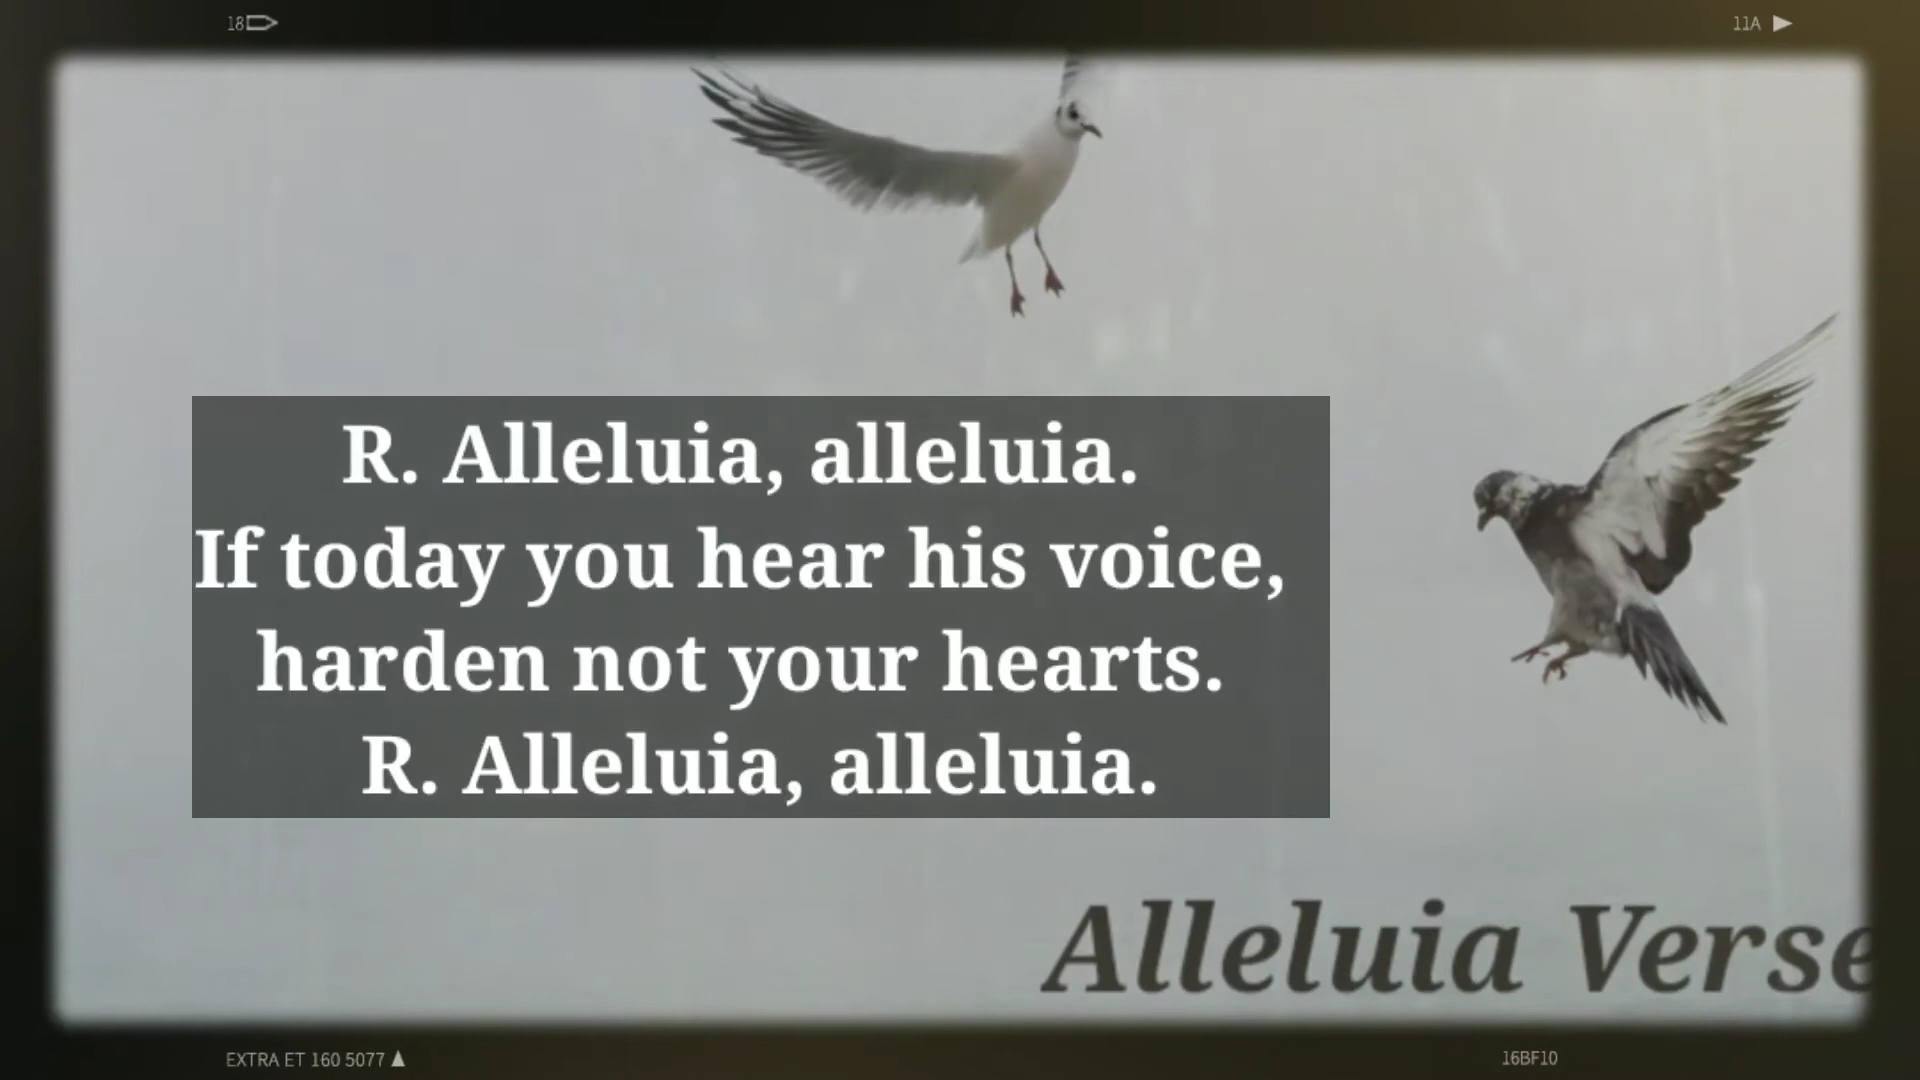 18
11A
R. Alleluia, alleluia.
If today you hear his voice,
harden not your hearts.
R. Alleluia, alleluia.
Alleluia Verse
EXTRA ET 160 5077
16BF10